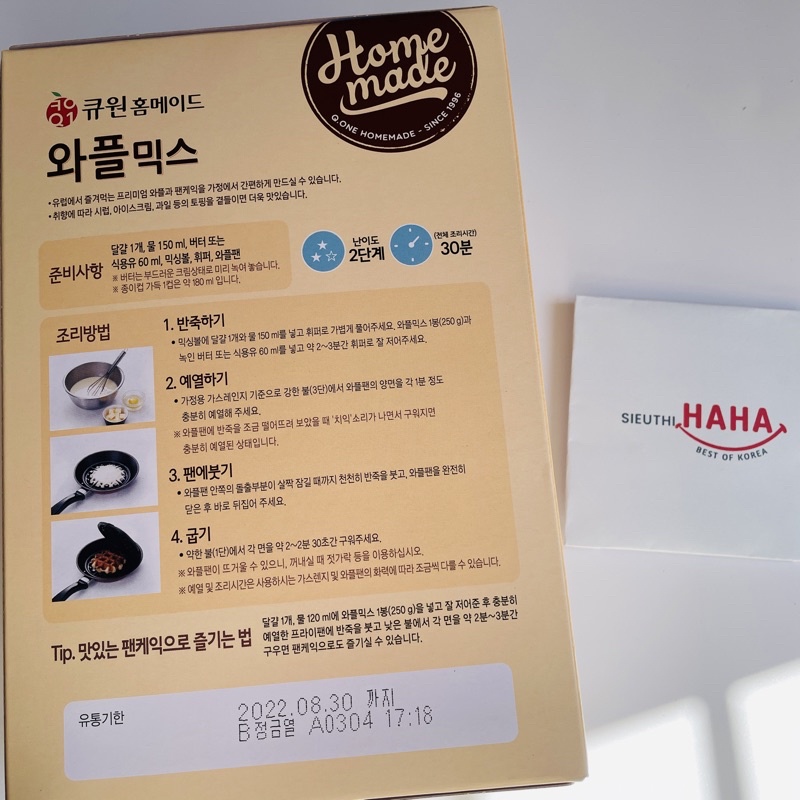 Home
made
Q.ONE HOMEMADE - SINCE 1996
큐원 홈메이드
와플믹스
•유럽에서 즐겨먹는 프리미엄 와플과 팬케익을 가정에서 간편하게 만드실 수 있습니다.
•취향에 따라 시럽, 아이스크림, 과일 등의 토핑을 곁들이면 더욱 맛있습니다.
준비사항
달걀 1개, 물 150 ml, 버터 또는
식용유 60 ml, 믹싱볼, 휘퍼, 와플팬
※ 버터는 부드러운 크림상태로 미리 녹여 놓습니다.
※ 종이컵 가득 1컵은 약 180 ml 입니다.
난이도
2단계
(전체 조리시간)
30분
조리방법
1. 반죽하기
• 믹싱볼에 달걀 1개와 물 150 ml를 넣고 휘퍼로 가볍게 풀어주세요. 와플믹스 1봉(250 g)과
녹인 버터 또는 식용유 60 ml를 넣고 약 2~3분간 휘퍼로 잘 저어주세요.
2. 예열하기
• 가정용 가스레인지 기준으로 강한 불(3단)에서 와플팬의 양면을 각 1분 정도
충분히 예열해 주세요.
※ 와플팬에 반죽을 조금 떨어뜨려 보았을 때 '치익'소리가 나면서 구워지면
충분히 예열된 상태입니다.
3. 팬에붓기
• 와플팬 안쪽의 돌출부분이 살짝 잠길 때까지 천천히 반죽을 붓고, 와플팬을 완전히
닫은 후 바로 뒤집어 주세요.
4. 굽기
• 약한 불(1단)에서 각 면을 약 2~2분 30초간 구워주세요.
※ 와플팬이 뜨거울 수 있으니, 꺼내실 때 젓가락 등을 이용하십시오.
※ 예열 및 조리시간은 사용하시는 가스렌지 및 와플팬의 화력에 따라 조금씩 다를 수 있습니다.
Tip. 맛있는 팬케익으로 즐기는 법
달걀 1개, 물 120 ml에 와플믹스 1봉(250 g)을 넣고 잘 저어준 후 충분히
예열한 프라이팬에 반죽을 붓고 낮은 불에서 각 면을 약 2분~3분간
구우면 팬케익으로도 즐기실 수 있습니다.
유통기한
2022.08.30 까지
B정금열 A0304 17:18
SIEUTHI HAHA
BEST OF KOREA